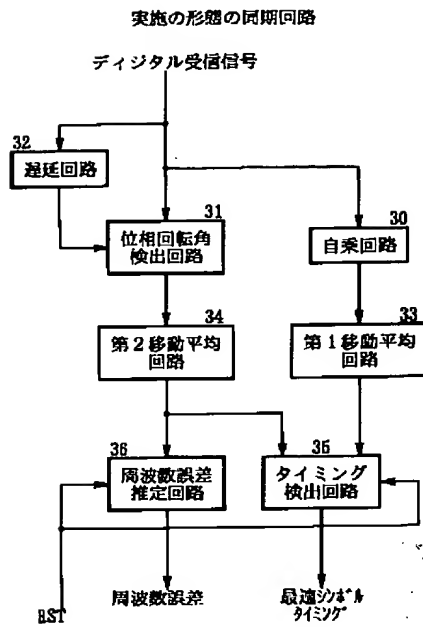 実施の形態の同期回路
ディジタル受信信号
32
遅延回路
31
位相回転角
検出回路
30
自乗回路
34
第2移動平均
回路
33
第1移動平均
回路
36
周波数誤差
推定回路
35
タイミング
検出回路
RST
周波数誤差
最適シンボル
タイミング